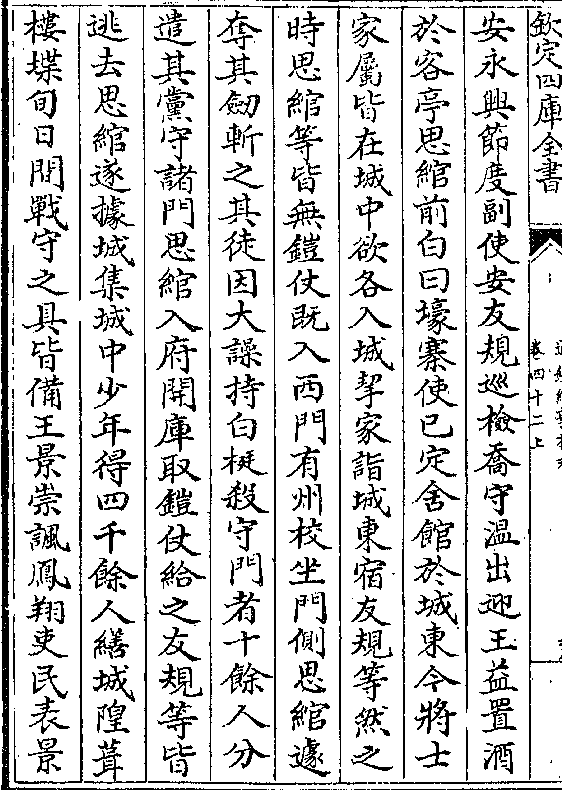 欽定四庫全書
卷四十二上
安永興節度副使安友規巡檢喬守溫出迎王益置酒
於客亭思綰前白曰壕寨使已定舍館於城東今將士
家屬皆在城中欲各入城挈家詣城東宿友規等然之
時思綰等皆無鎧仗既入西門有州校坐門側思綰遽
奪其劒斬之其徒因大譟持白梃殺守門者十餘人分
遣其黨守諸門思綰入府開庫取鎧仗給之友規等皆
逃去思綰遂據城集城中少年得四千餘人繕城隍葺
樓堞旬日間戰守之具皆備王景崇諷鳳翔吏民表景